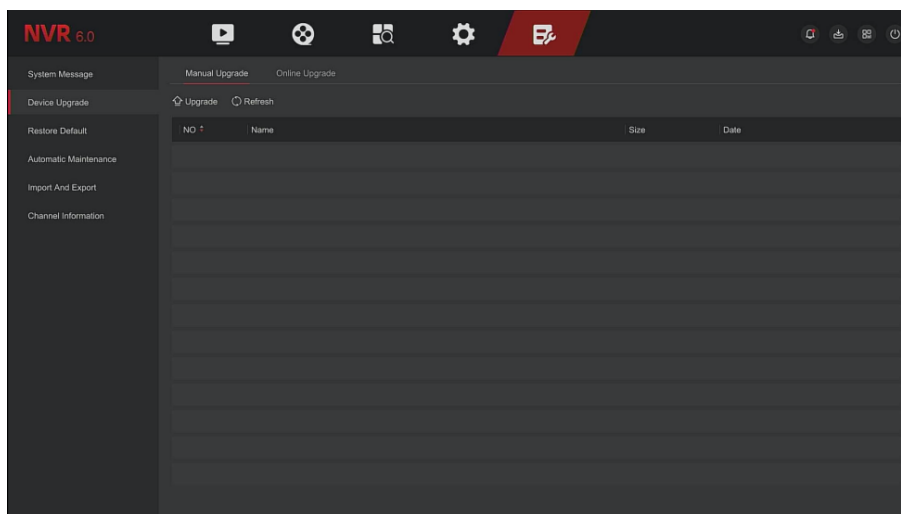 NVR 6.0
System Message
Device Upgrade
Restore Default
Automatic Maintenance
Import And Export
Channel Information
Manual Upgrade Online Upgrade
Upgrade Refresh
NO Name Size Date